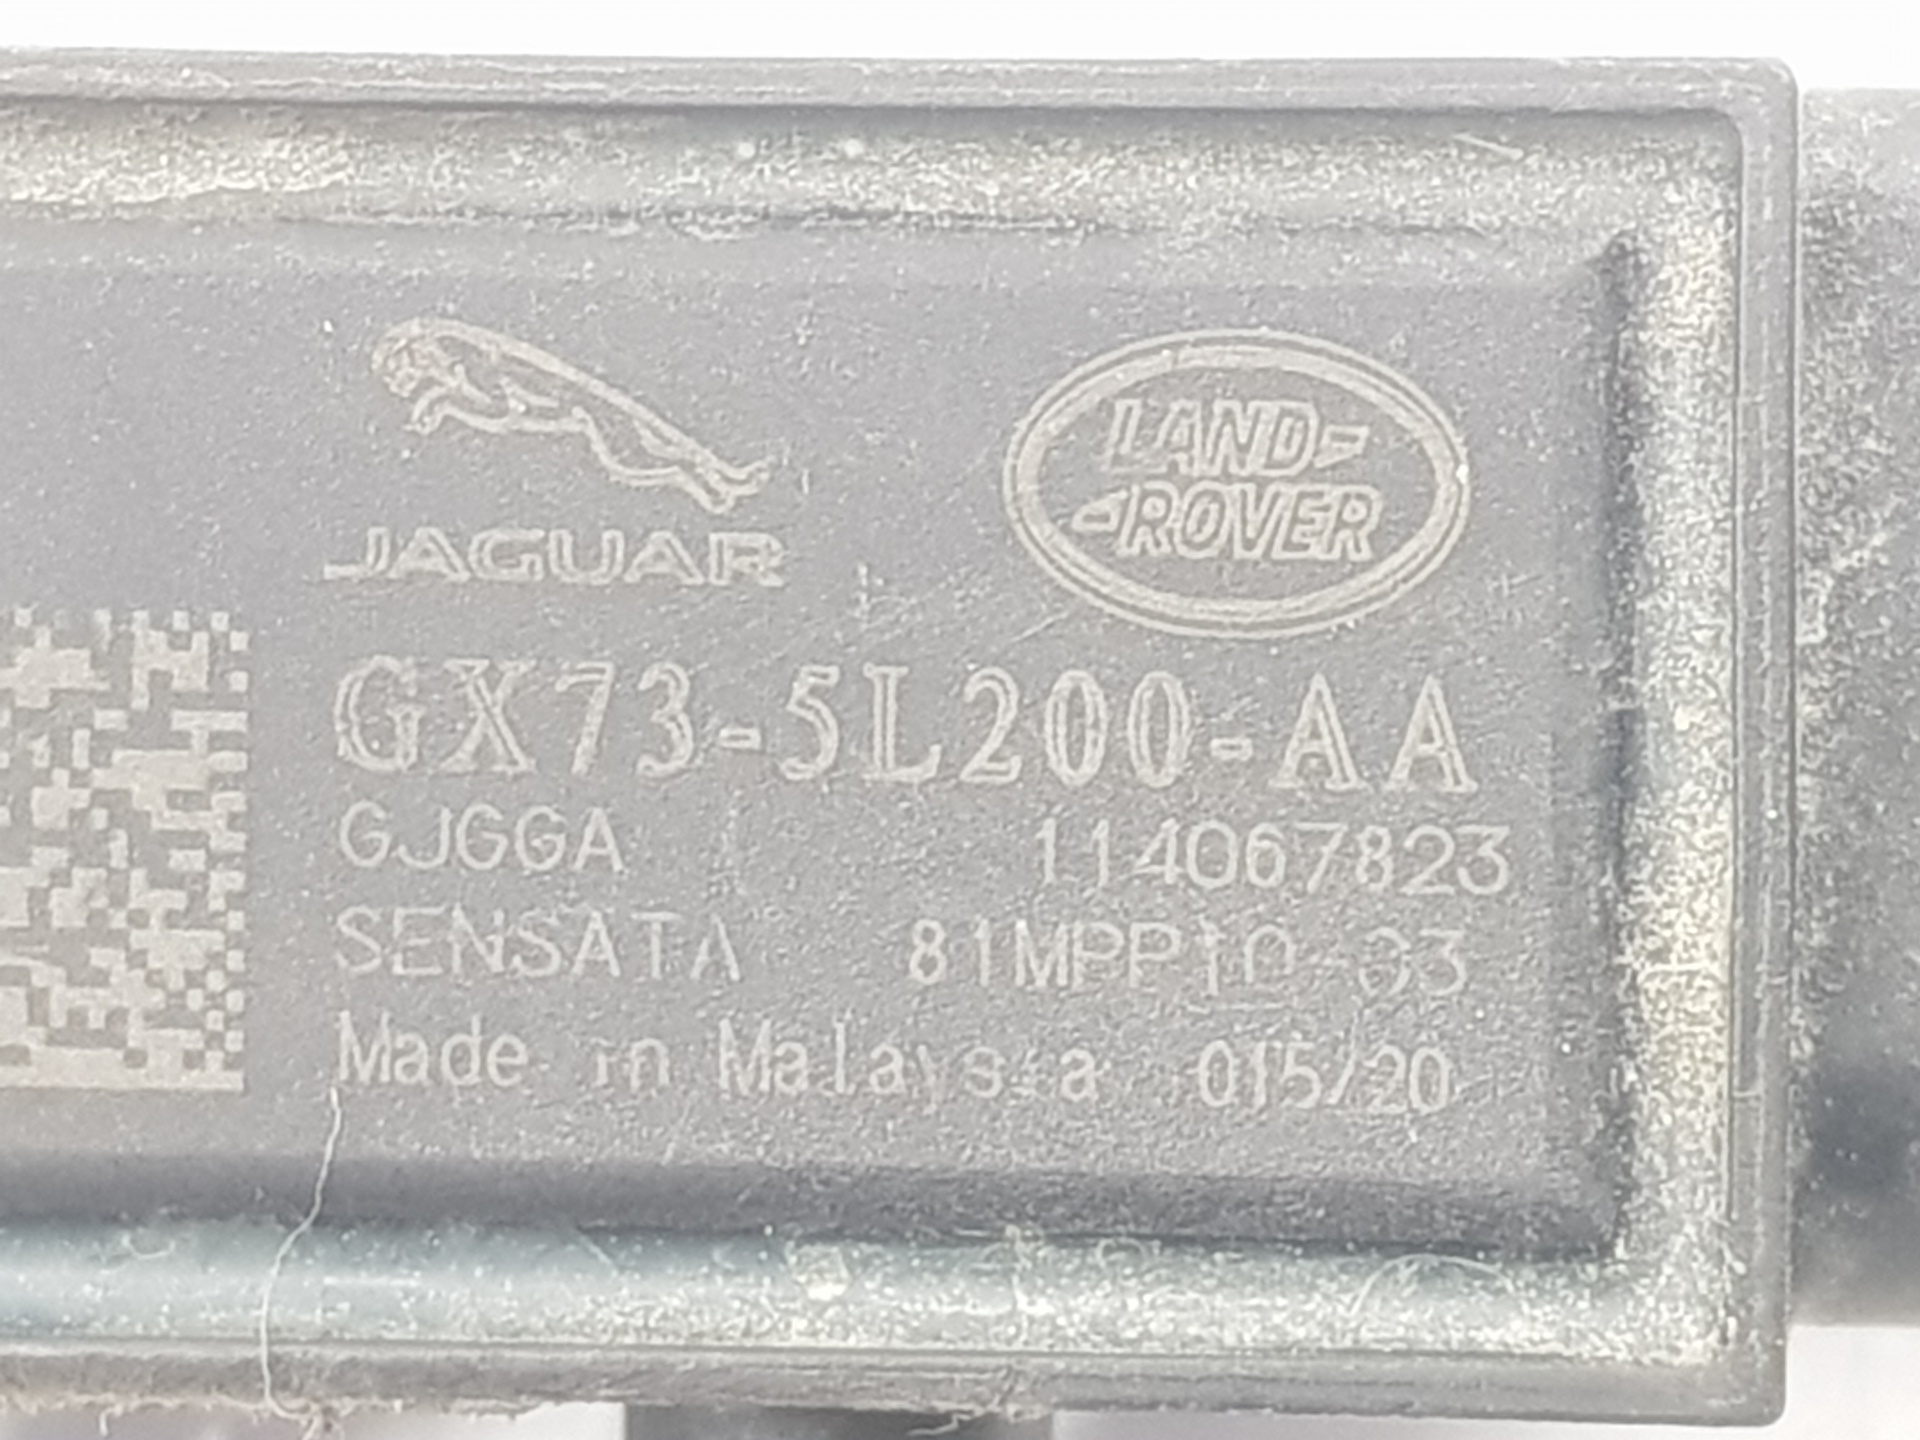 JAGUAR
LAND
ROVER
GX73-5L200-AA
GJGGA 114067823
SENSATA 81MPP10-03
Made in Malaysia 015/20